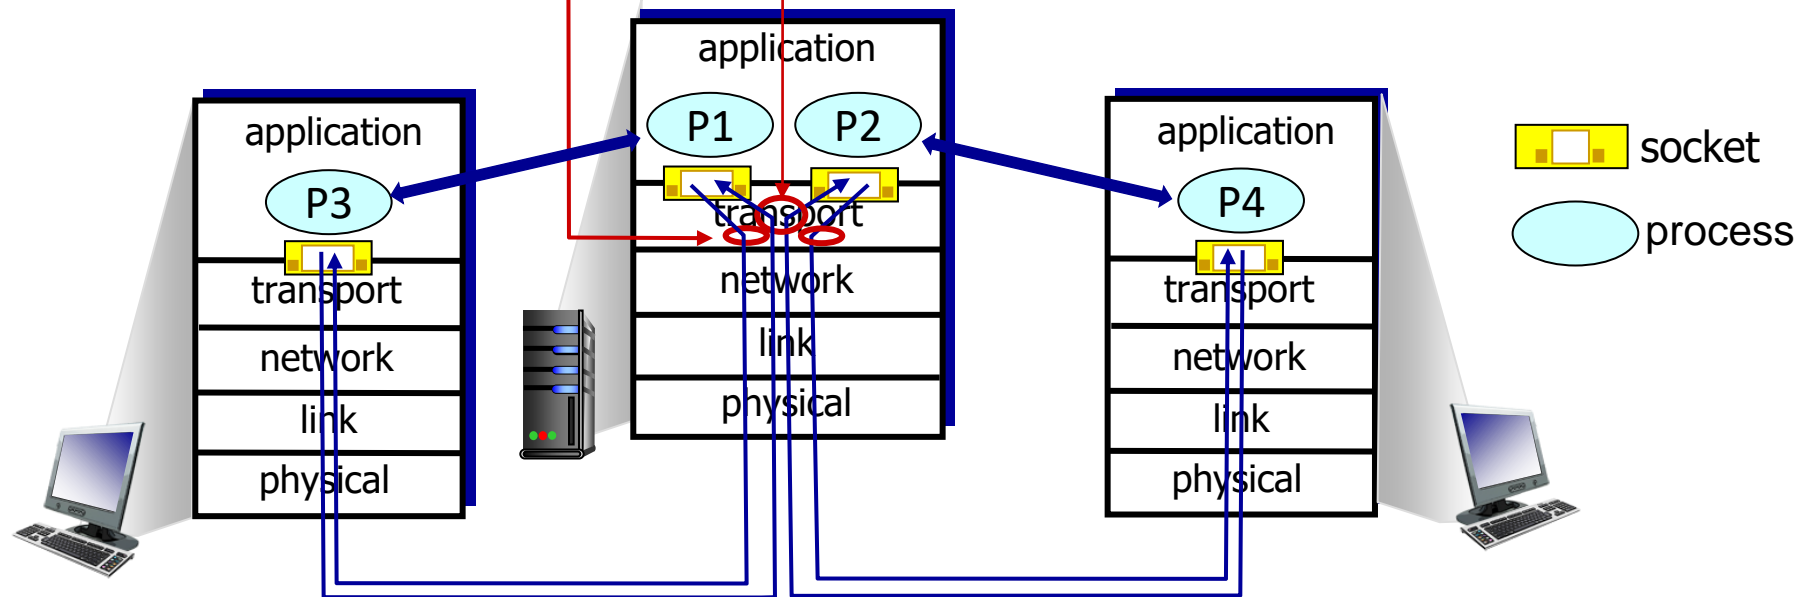 application
P3
transport
network
link
physical
application
P1 P2
transport
network
link
physical
application
P4
transport
network
link
physical
socket
process